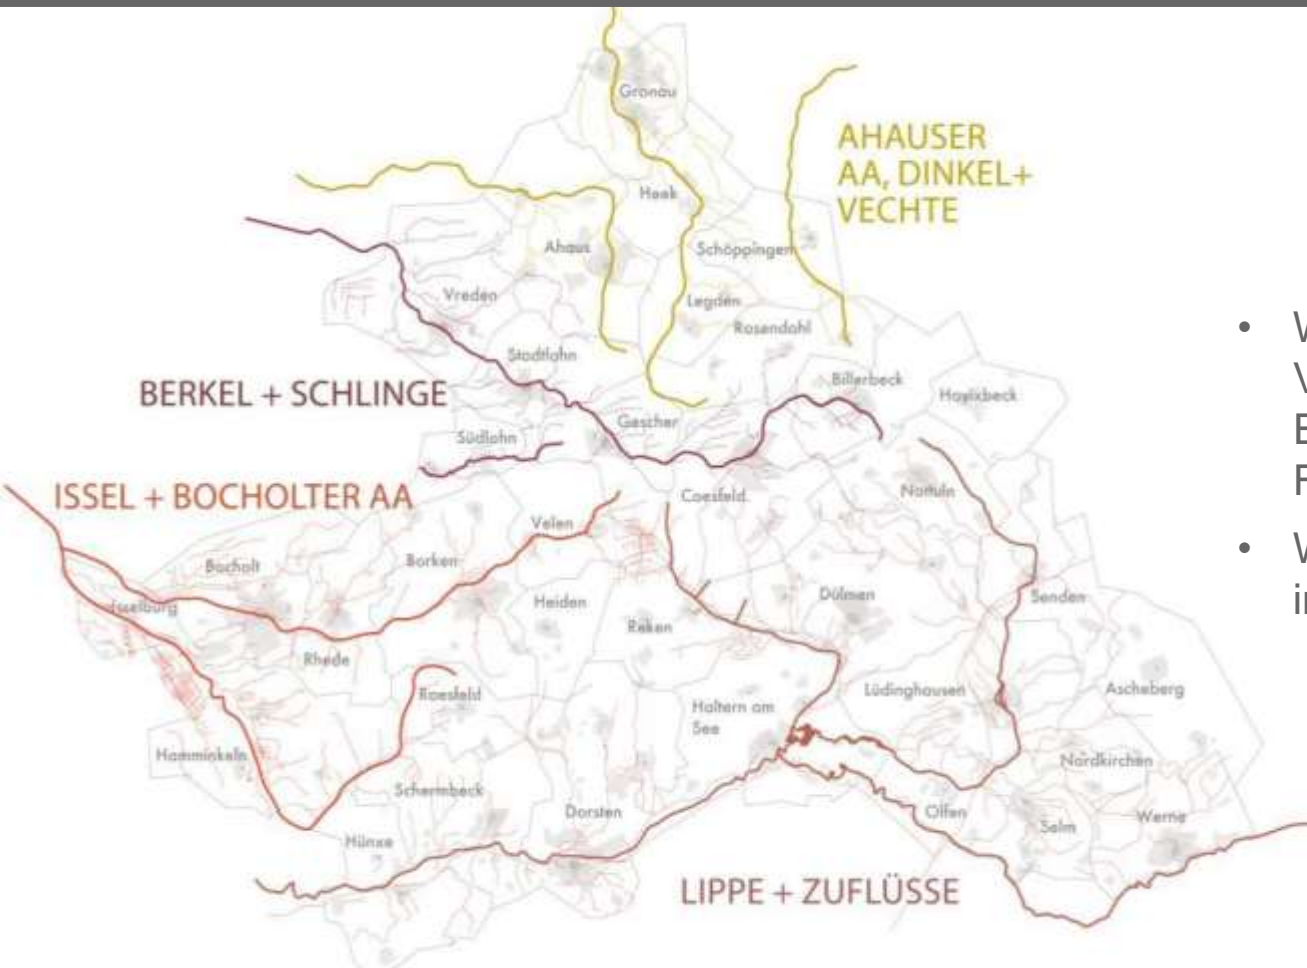 Gronau
AHAUSER
AA, DINKEL+
VECHTE
Heek
Ahaus
Schöppingen
Vreden
Legden
Rosendahl
Stadtlohn
BERKEL + SCHLINGE
Billerbeck
Havixbeck
Gescher
Südlohn
ISSEL + BOCHOLTER AA
Coesfeld
Nottuln
Velen
Bocholt
Borken
Isselburg
Heiden
Dülmen
Senden
Reken
Rhede
Raesfeld
Lüdinghausen
Ascheberg
Haltern am
See
Hamminkeln
Nordkirchen
Schermbeck
Dorsten
Olfen
Selm
Werne
Hünxe
LIPPE + ZUFLÜSSE
•
•